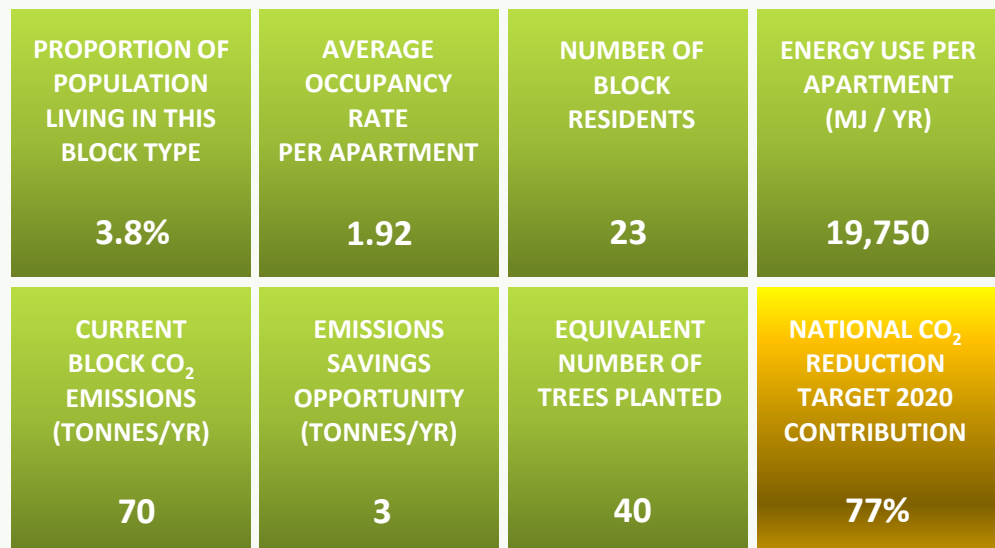 PROPORTION OF
POPULATION
LIVING IN THIS
BLOCK TYPE
3.8%
AVERAGE
OCCUPANCY
RATE
PER APARTMENT
1.92
NUMBER OF
BLOCK
RESIDENTS
23
ENERGY USE PER
APARTMENT
(MJ / YR)
19,750
CURRENT
BLOCK CO₂
EMISSIONS
(TONNES/YR)
70
EMISSIONS
SAVINGS
OPPORTUNITY
(TONNES/YR)
3
EQUIVALENT
NUMBER OF
TREES PLANTED
40
NATIONAL CO₂
REDUCTION
TARGET 2020
CONTRIBUTION
77%